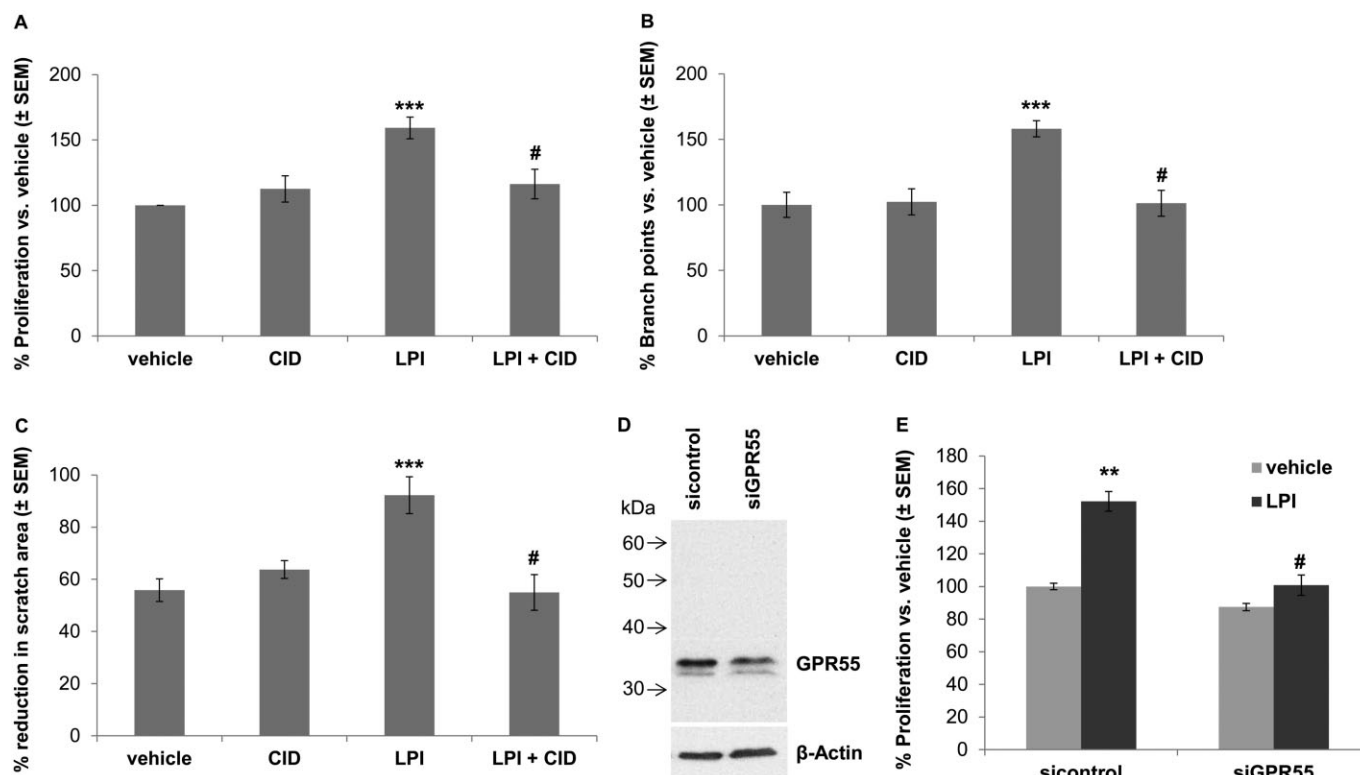 A
% Proliferation vs. vehicle (± SEM)
200
150
100
50
0
***
#
vehicle CID LPI LPI + CID
B
% Branch points vs. vehicle (± SEM)
200
150
100
50
0
***
#
vehicle CID LPI LPI + CID
C
% reduction in scratch area (± SEM)
100
80
60
40
20
0
***
#
vehicle CID LPI LPI + CID
D
sicontrol
siGPR55
kDa
60
50
40
30
GPR55
β-Actin
E
% Proliferation vs. vehicle (± SEM)
180
160
140
120
100
80
60
40
20
0
**
#
vehicle
LPI
sicontrol siGPR55